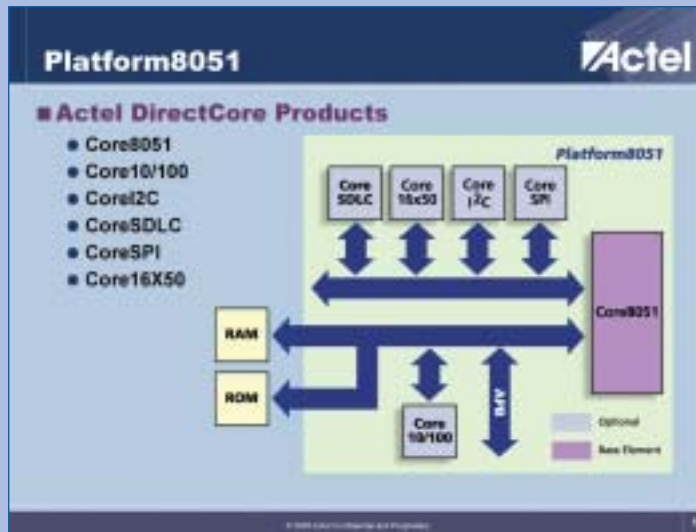 Platform8051
Actel
Actel DirectCore Products
Core8051
Core10/100
CoreI2C
CoreSDLC
CoreSPI
Core16X50
Platform8051
Core
SDLC
Core
16x50
Core
I²C
Core
SPI
Core8051
RAM
ROM
Core
10/100
APB
Optional
Base Element